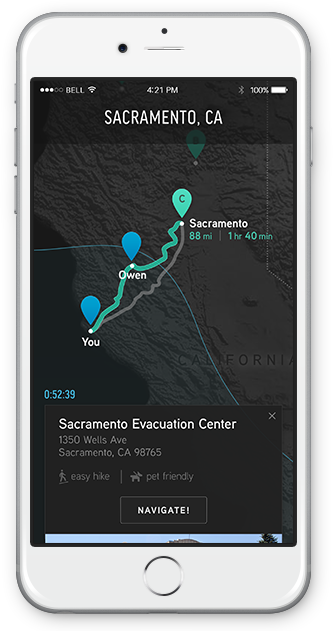 BELL 4:21 PM 100%
SACRAMENTO, CA
C
Sacramento
88 mi | 1 hr 40 min
Owen
You
CALIFORNIA
0:52:39
Sacramento Evacuation Center
1350 Wells Ave
Sacramento, CA 98765
easy hike | pet friendly
NAVIGATE!